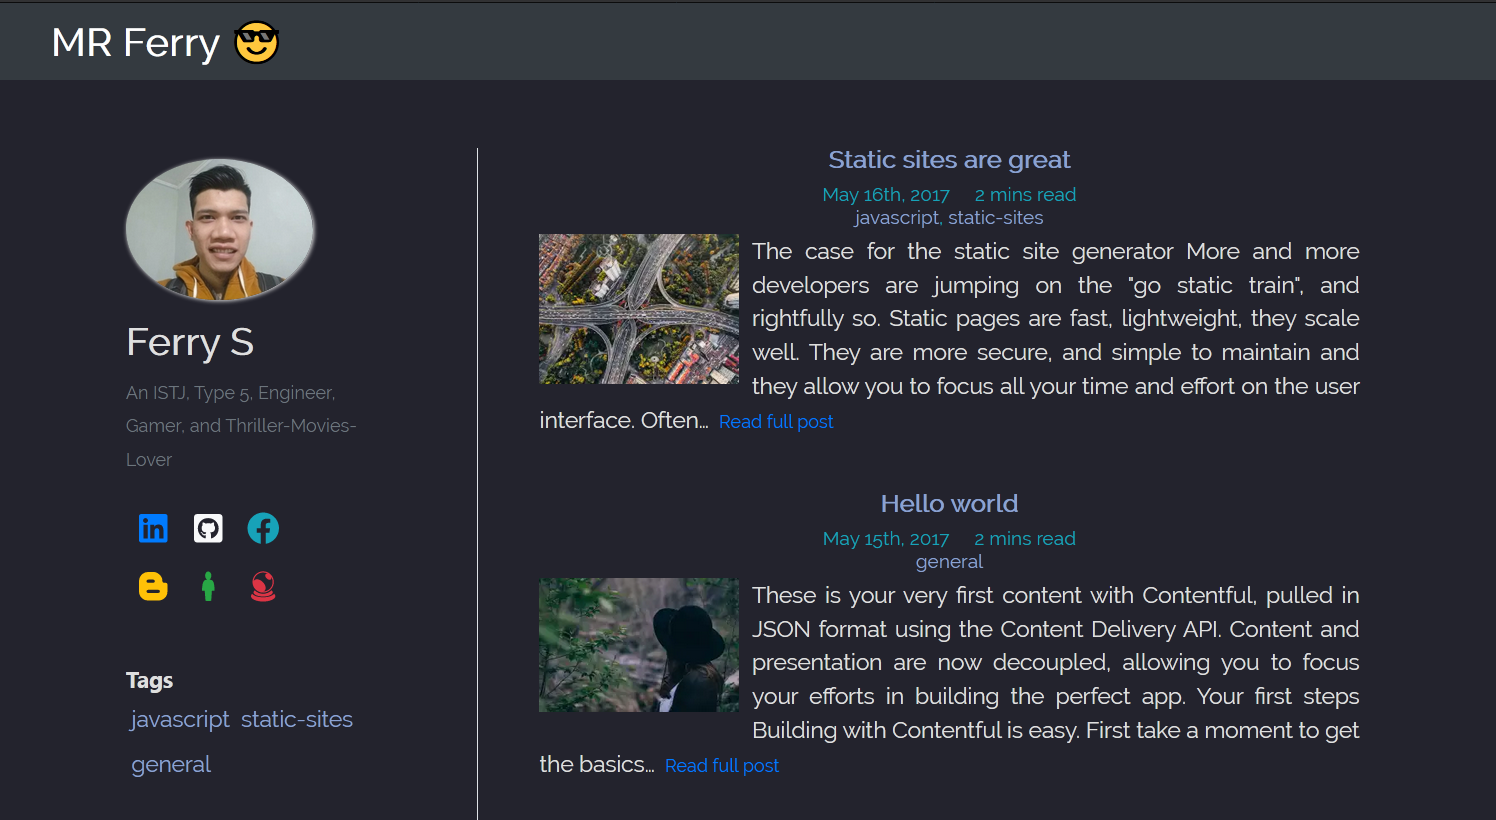 MR Ferry 😎
Ferry S
An ISTJ, Type 5, Engineer,
Gamer, and Thriller-Movies-
Lover
Tags
javascript static-sites
general
Static sites are great
May 16th, 2017 2 mins read
javascript, static-sites
The case for the static site generator More and more
developers are jumping on the "go static train", and
rightfully so. Static pages are fast, lightweight, they scale
well. They are more secure, and simple to maintain and
they allow you to focus all your time and effort on the user
interface. Often… Read full post
Hello world
May 15th, 2017 2 mins read
general
These is your very first content with Contentful, pulled in
JSON format using the Content Delivery API. Content and
presentation are now decoupled, allowing you to focus
your efforts in building the perfect app. Your first steps
Building with Contentful is easy. First take a moment to get
the basics… Read full post